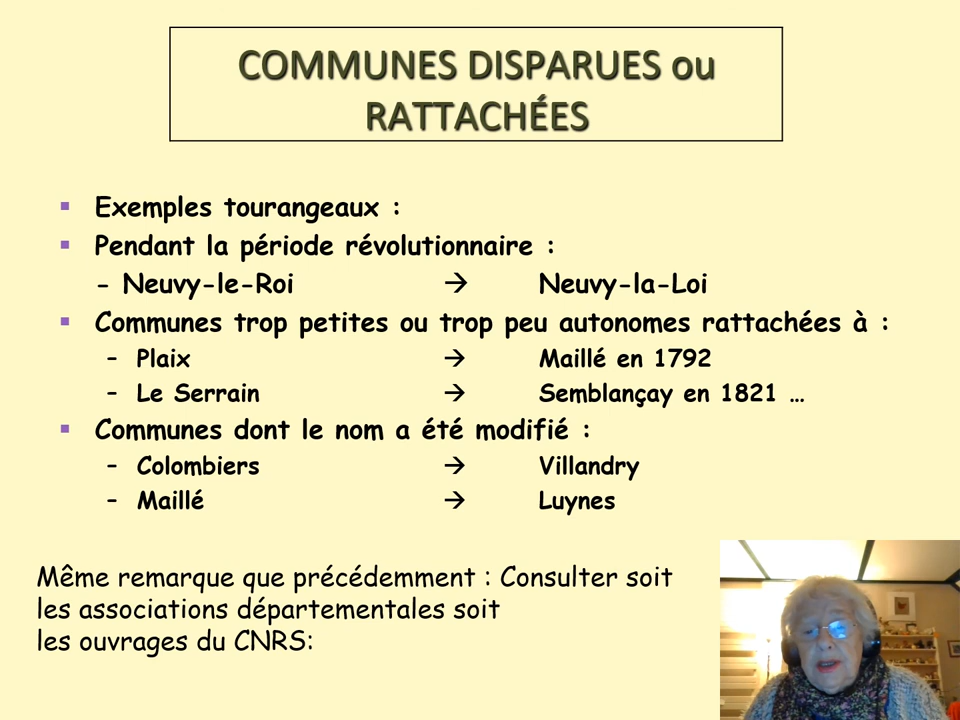 COMMUNES DISPARUES ou
RATTACHÉES
▪ Exemples tourangeaux :
▪ Pendant la période révolutionnaire :
- Neuvy-le-Roi → Neuvy-la-Loi
▪ Communes trop petites ou trop peu autonomes rattachées à :
– Plaix → Maillé en 1792
– Le Serrain → Semblançay en 1821 …
▪ Communes dont le nom a été modifié :
– Colombiers → Villandry
– Maillé → Luynes
Même remarque que précédemment : Consulter soit
les associations départementales soit
les ouvrages du CNRS: